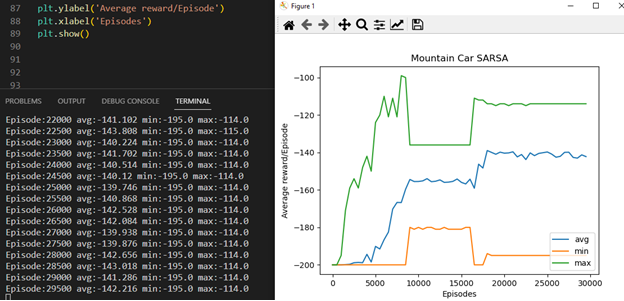 87 plt.ylabel('Average reward/Episode')
88 plt.xlabel('Episodes')
89 plt.show()
90
91
92
93
PROBLEMS OUTPUT DEBUG CONSOLE TERMINAL
Episode:22000 avg:-141.102 min:-195.0 max:-114.0
Episode:22500 avg:-143.808 min:-195.0 max:-115.0
Episode:23000 avg:-140.224 min:-195.0 max:-114.0
Episode:23500 avg:-141.702 min:-195.0 max:-114.0
Episode:24000 avg:-140.514 min:-195.0 max:-114.0
Episode:24500 avg:-140.12 min:-195.0 max:-114.0
Episode:25000 avg:-139.746 min:-195.0 max:-114.0
Episode:25500 avg:-140.868 min:-195.0 max:-114.0
Episode:26000 avg:-142.528 min:-195.0 max:-114.0
Episode:26500 avg:-142.084 min:-195.0 max:-114.0
Episode:27000 avg:-139.938 min:-195.0 max:-114.0
Episode:27500 avg:-139.876 min:-195.0 max:-114.0
Episode:28000 avg:-142.656 min:-195.0 max:-114.0
Episode:28500 avg:-143.018 min:-195.0 max:-114.0
Episode:29000 avg:-141.286 min:-195.0 max:-114.0
Episode:29500 avg:-142.216 min:-195.0 max:-114.0
Figure 1
Mountain Car SARSA
Average reward/Episode
−100
−120
−140
−160
−180
−200
0 5000 10000 15000 20000 25000 30000
Episodes
avg
min
max